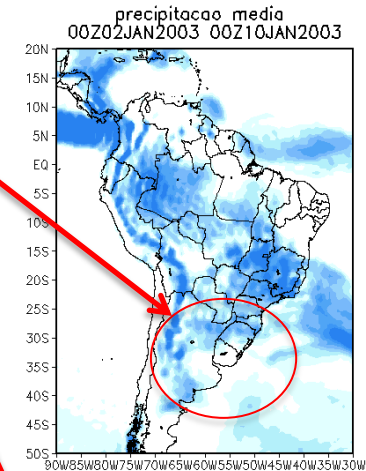 precipitacao media
00Z02JAN2003 00Z10JAN2003
20N
15N
10N
5N
EQ
5S
10S
15S
20S
25S
30S
35S
40S
45S
50S
90W85W80W75W70W65W60W55W50W45W40W35W30W